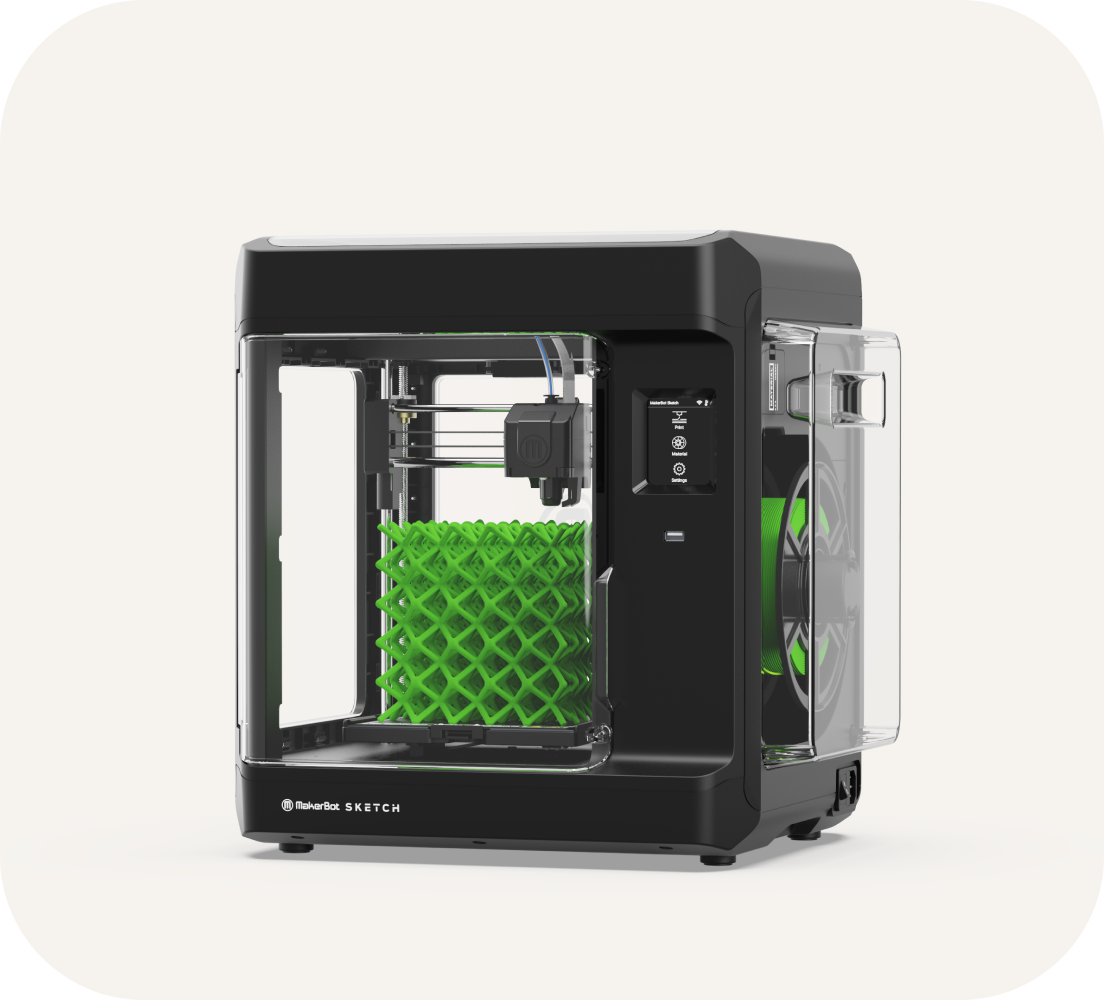 MakerBot Sketch
Print
Material
Settings
MakerBot SKETCH